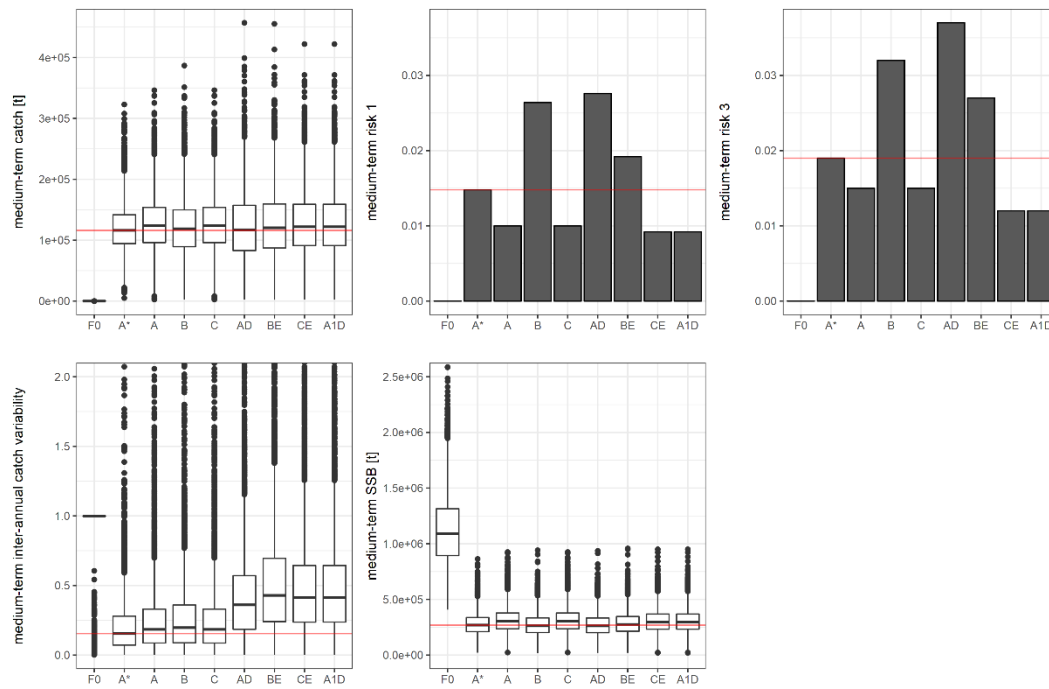 medium-term catch [t]
4e+05
3e+05
2e+05
1e+05
0e+00
F0 A* A B C AD BE CE A1D
medium-term risk 1
0.03
0.02
0.01
0.00
F0 A* A B C AD BE CE A1D
medium-term risk 3
0.03
0.02
0.01
0.00
F0 A* A B C AD BE CE A1D
medium-term inter-annual catch variability
2.0
1.5
1.0
0.5
0.0
F0 A* A B C AD BE CE A1D
medium-term SSB [t]
2.5e+06
2.0e+06
1.5e+06
1.0e+06
5.0e+05
0.0e+00
F0 A* A B C AD BE CE A1D